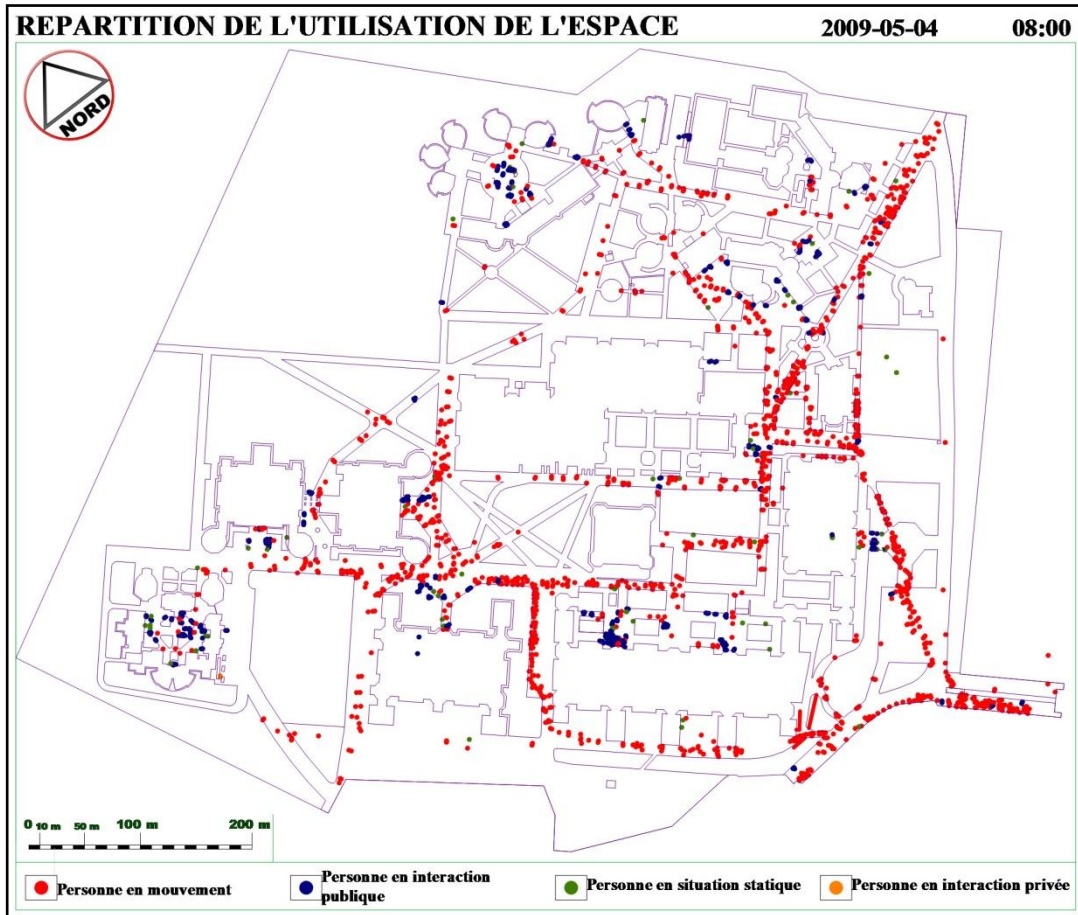 REPARTITION DE L'UTILISATION DE L'ESPACE 2009-05-04 08:00
NORD
0 10 m 50 m 100 m 200 m
Personne en mouvement
Personne en interaction
publique
Personne en situation statique
Personne en interaction privée